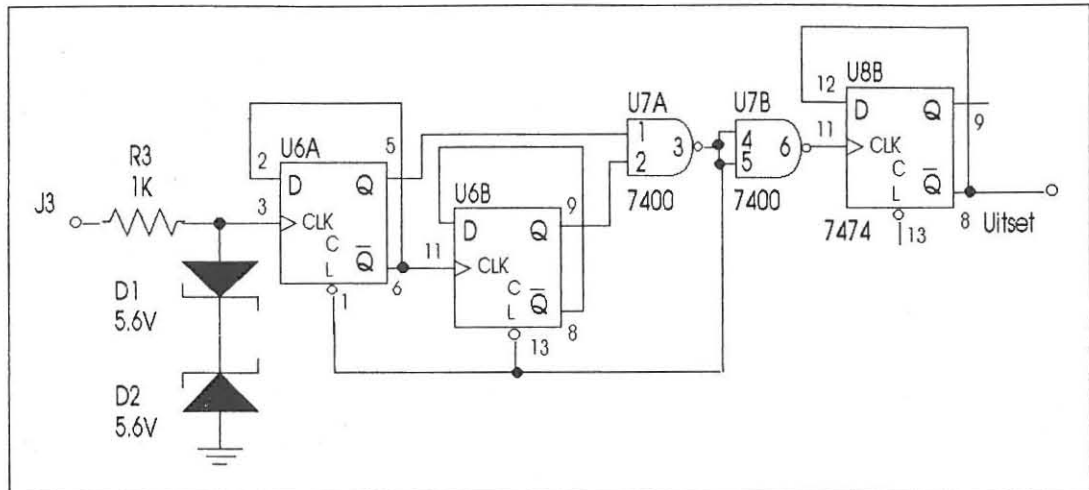 J3
R3
1K
D1
5.6V
D2
5.6V
U6A
2
D
Q
5
3
CLK
C
L
Q
1
6
U6B
D
Q
9
11
CLK
C
L
Q
13
8
U7A
1
2
3
7400
U7B
4
5
6
7400
U8B
12
D
Q
9
11
CLK
C
L
Q
7474
13
8
Uitset